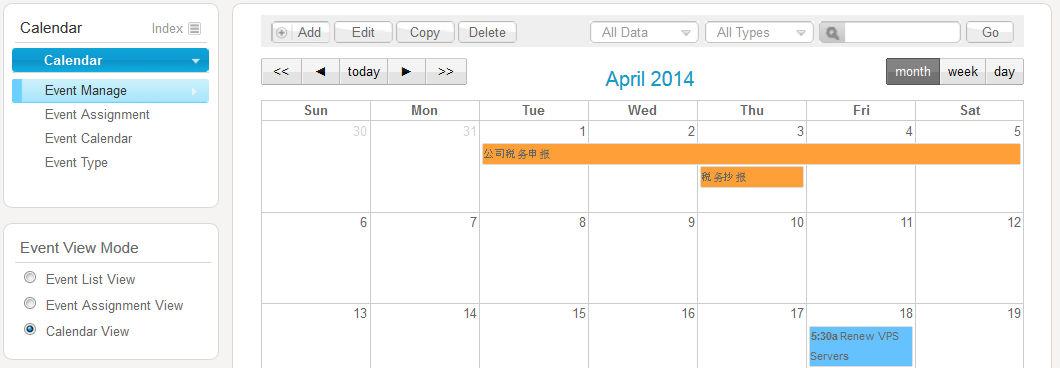 Calendar
Index
Calendar
Event Manage
Event Assignment
Event Calendar
Event Type
Event View Mode
Event List View
Event Assignment View
Calendar View
Add Edit Copy Delete All Data All Types Go
<< ◀ today ▶ >> April 2014 month week day
Sun Mon Tue Wed Thu Fri Sat
30 31 1 2 3 4 5
公司税务申报
税务抄报
6 7 8 9 10 11 12
13 14 15 16 17 18 19
5:30a Renew VPS
Servers